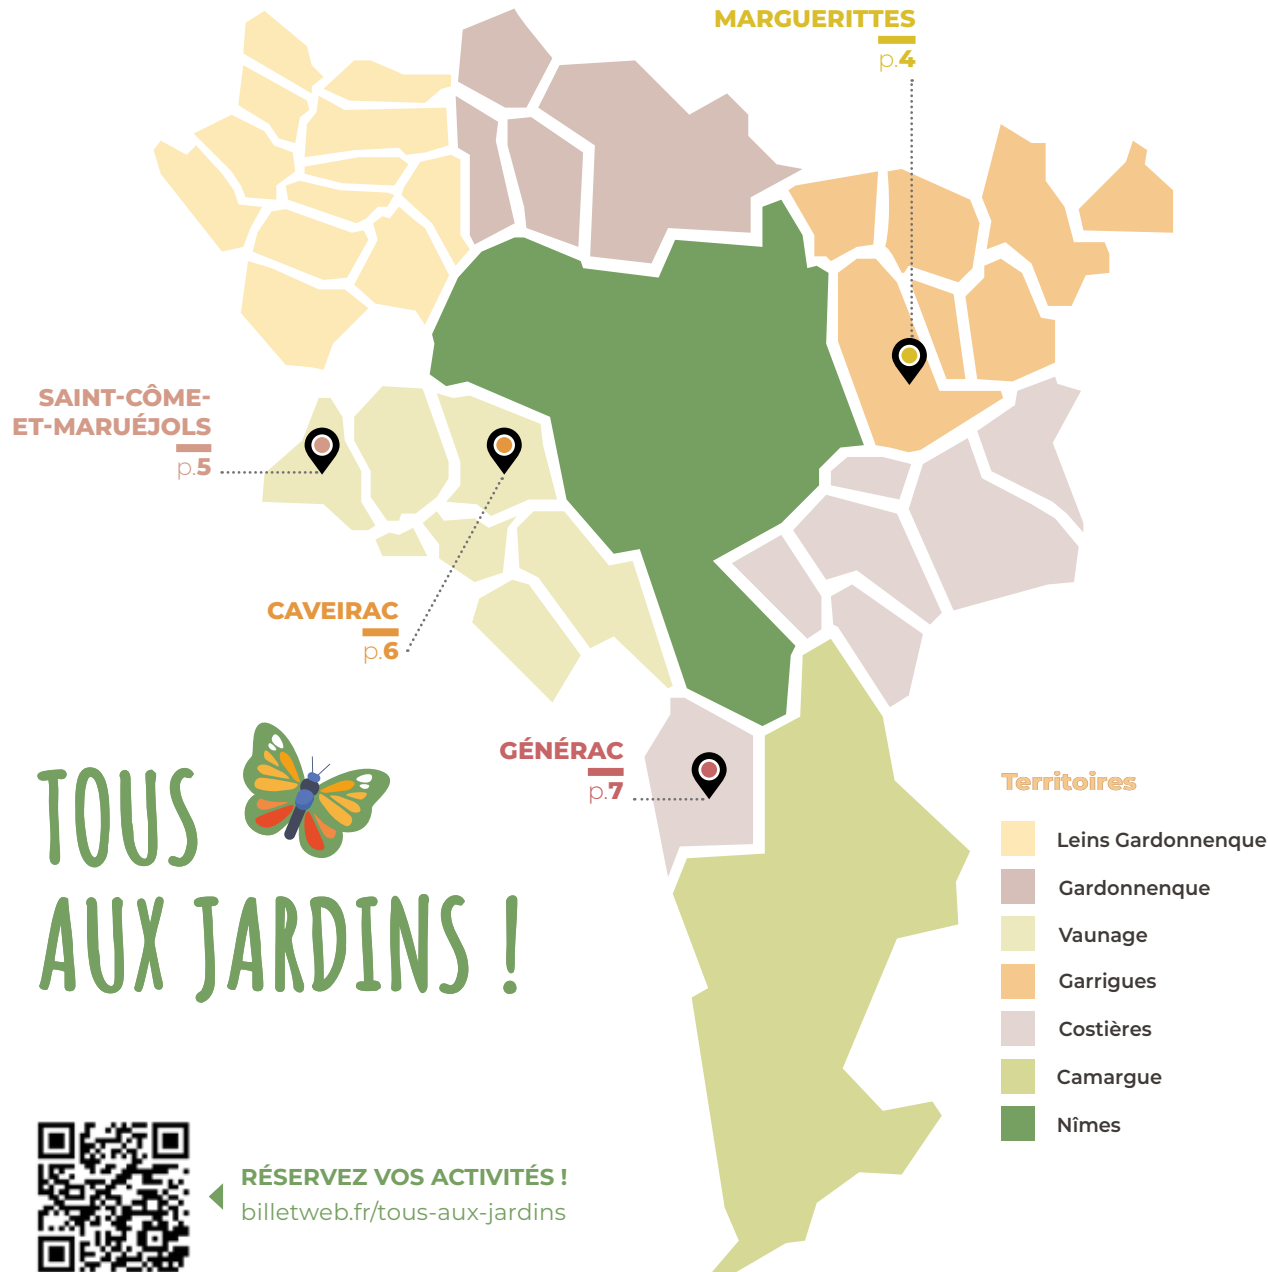 MARGUERITTES
p.4
SAINT-CÔME-
ET-MARUÉJOLS
p.5
CAVEIRAC
p.6
GÉNÉRAC
p.7
TOUS
AUX JARDINS !
Territoires
Leins Gardonnenque
Gardonnenque
Vaunage
Garrigues
Costières
Camargue
Nîmes
RÉSERVEZ VOS ACTIVITÉS !
billetweb.fr/tous-aux-jardins